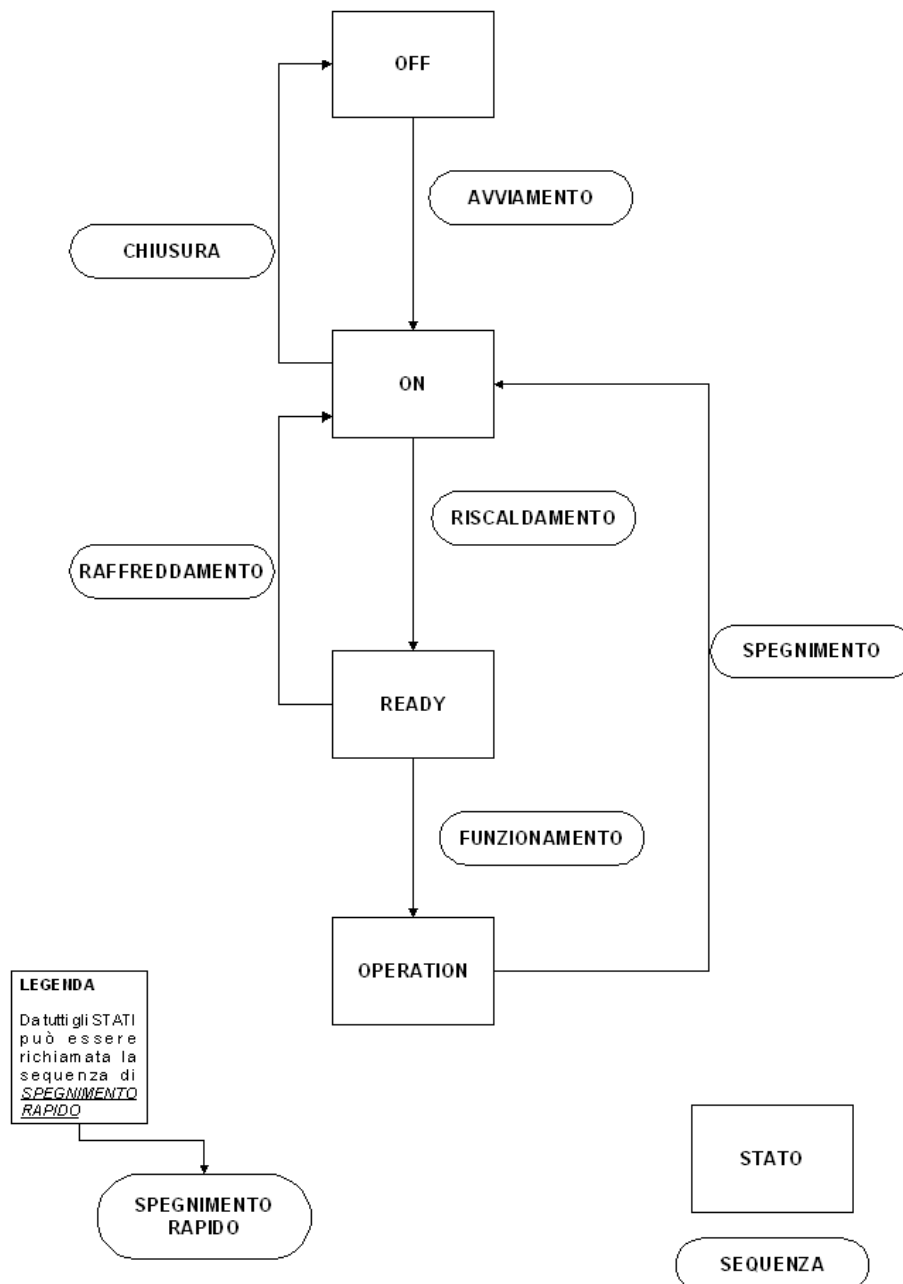 OFF
AVVIAMENTO
CHIUSURA
ON
RISCALDAMENTO
RAFFREDDAMENTO
SPEGNIMENTO
READY
FUNZIONAMENTO
OPERATION
LEGENDA
Da tutti gli STATI
può essere
richiamata la
sequenza di
SPEGNIMENTO
RAPIDO
SPEGNIMENTO
RAPIDO
STATO
SEQUENZA